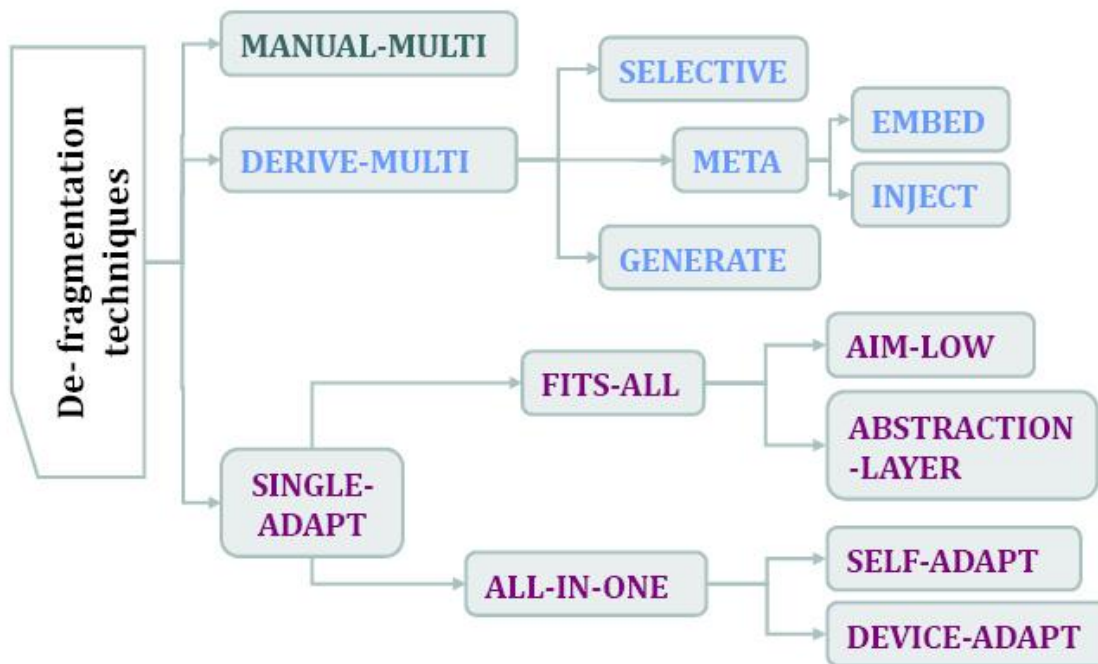 De- fragmentation
techniques
MANUAL-MULTI
DERIVE-MULTI
SELECTIVE
META
EMBED
INJECT
GENERATE
SINGLE-
ADAPT
FITS-ALL
AIM-LOW
ABSTRACTION
-LAYER
ALL-IN-ONE
SELF-ADAPT
DEVICE-ADAPT